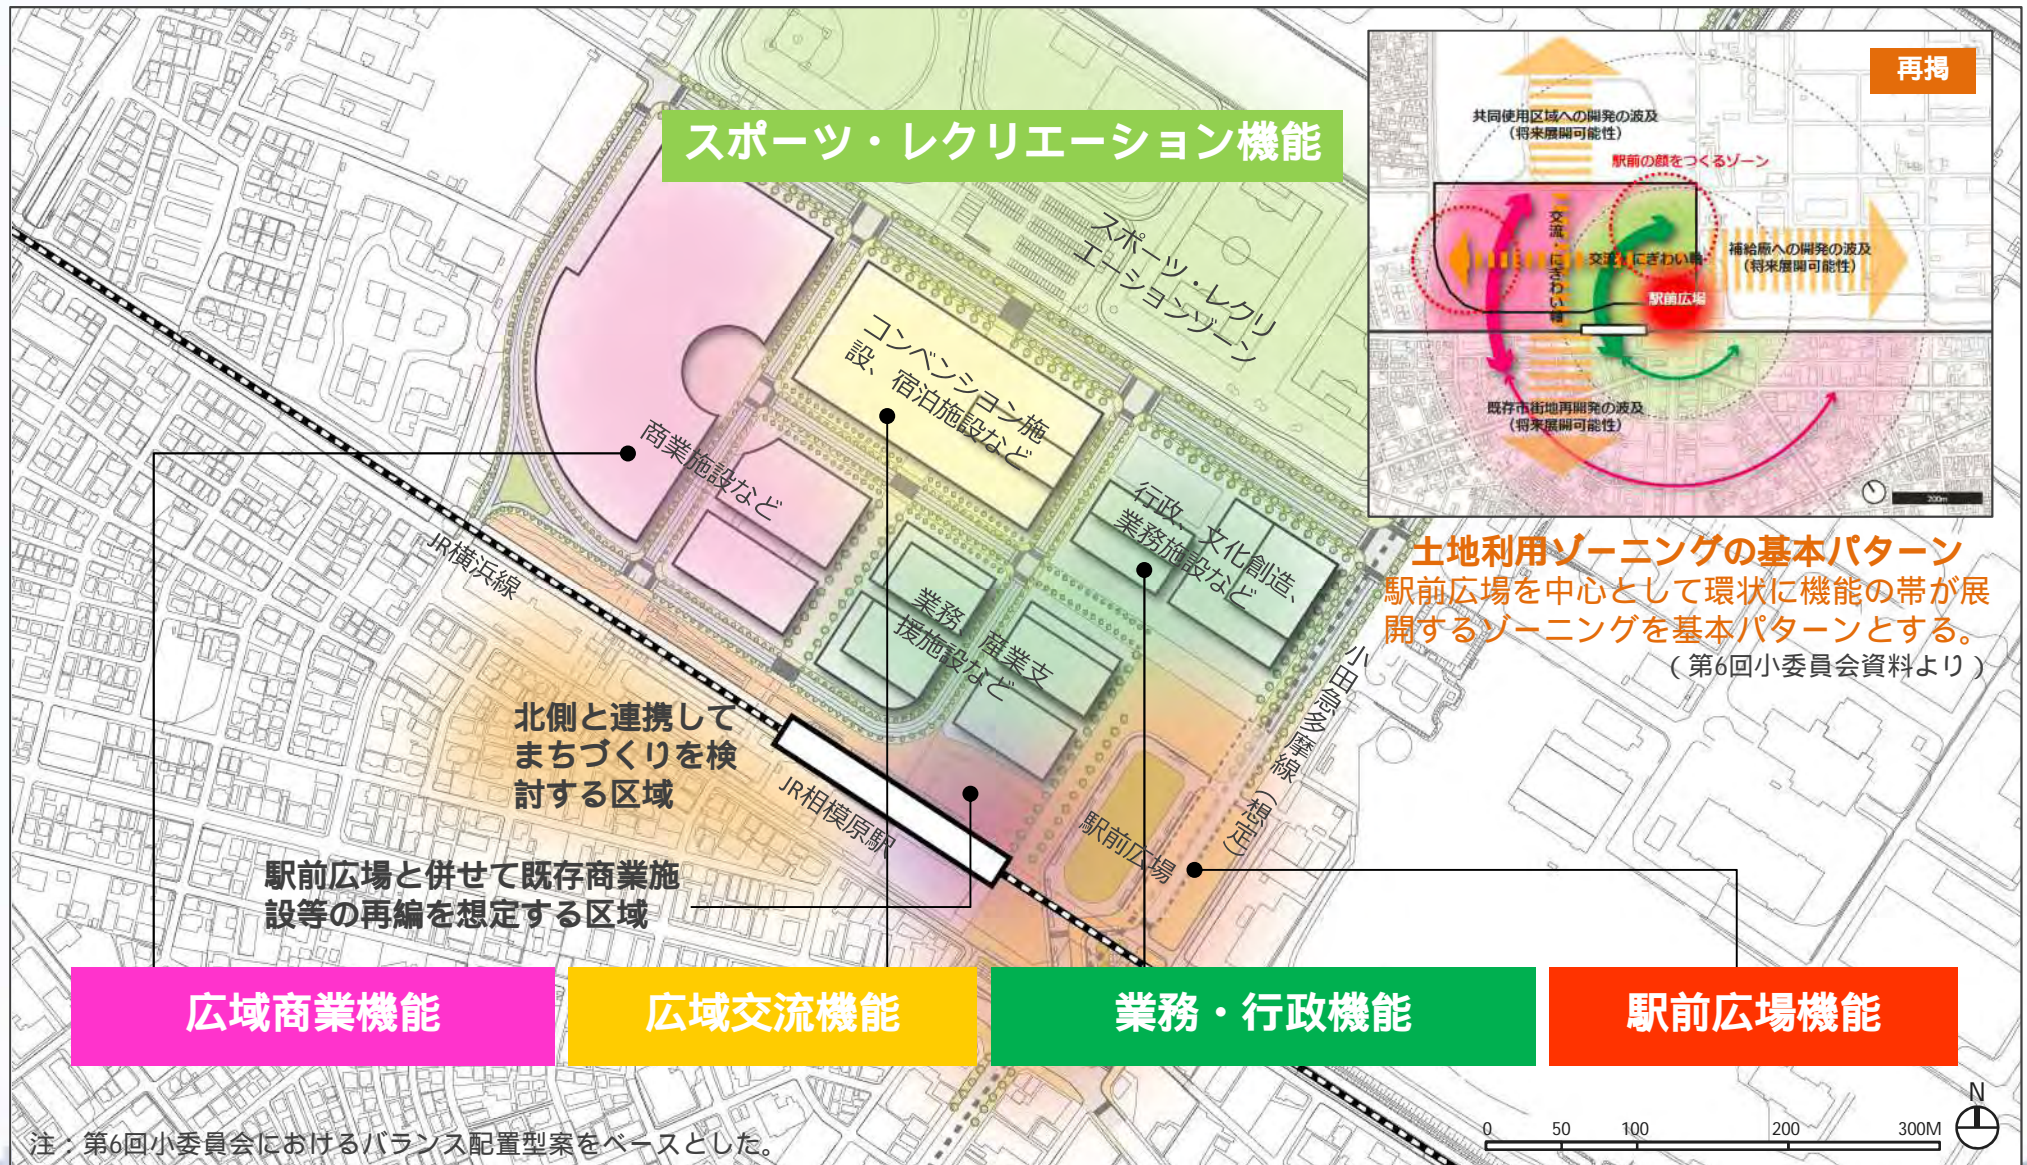 スポーツ・レクリエーション機能
スポーツ・レクリ
エーションゾーン
コンベンション施
設、宿泊施設など
商業施設など
行政、文化創造、
業務施設など
業務、産業支
援施設など
JR横浜線
JR相模原駅
駅前広場
小田急多摩線（想定）
北側と連携して
まちづくりを検
討する区域
駅前広場と併せて既存商業施
設等の再編を想定する区域
再掲
共同使用区域への開発の波及
（将来展開可能性）
駅前の顔をつくるゾーン
交流・にぎわい軸
交流・にぎわい軸
補給廠への開発の波及
（将来展開可能性）
駅前広場
既存市街地再開発の波及
（将来展開可能性）
200m
土地利用ゾーニングの基本パターン
駅前広場を中心として環状に機能の帯が展
開するゾーニングを基本パターンとする。
（第6回小委員会資料より）
広域商業機能
広域交流機能
業務・行政機能
駅前広場機能
注：第6回小委員会におけるバランス配置型案をベースとした。
0 50 100 200 300M
N